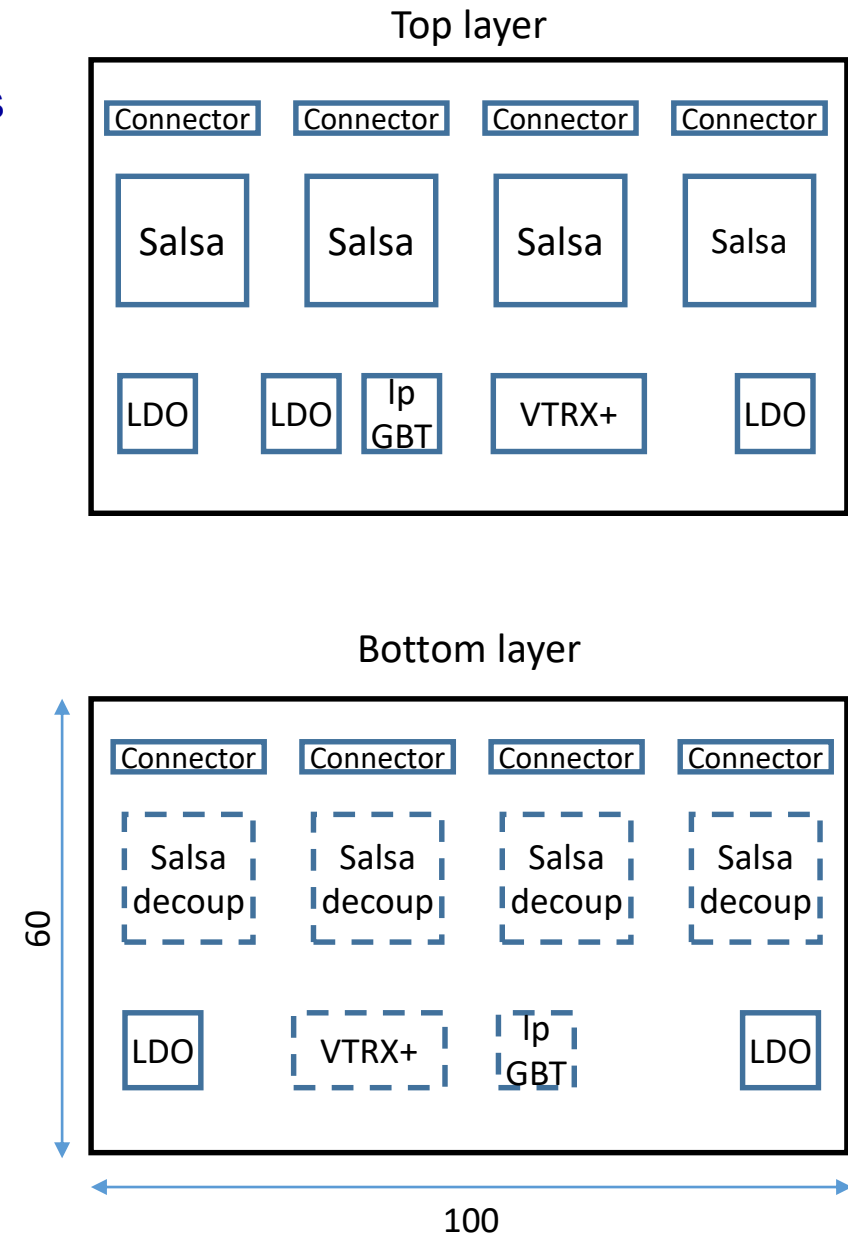 Top layer
s
Connector Connector Connector Connector
Salsa Salsa Salsa Salsa
LDO LDO lp GBT VTRX+ LDO
Bottom layer
Connector Connector Connector Connector
Salsa decoup Salsa decoup Salsa decoup Salsa decoup
60
LDO VTRX+ lp GBT LDO
100